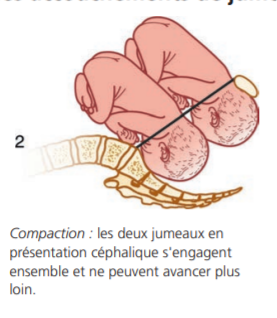 2
Compaction : les deux jumeaux en
présentation céphalique s'engagent
ensemble et ne peuvent avancer plus
loin.